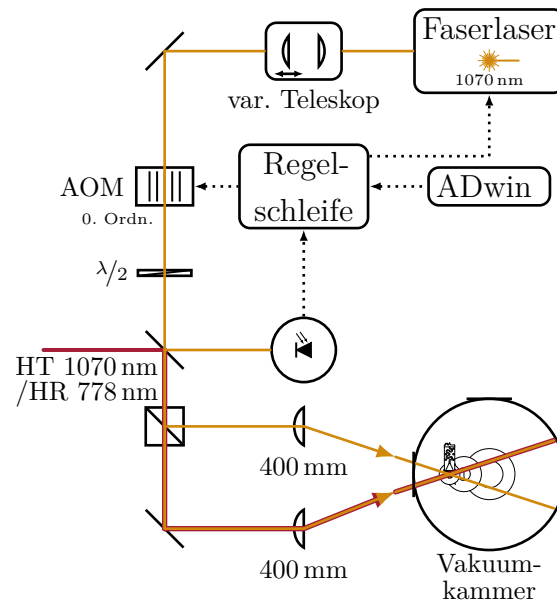 Faserlaser
1070 nm
var. Teleskop
Regel-
schleife
AOM
0. Ordn.
ADwin
λ/2
HT 1070 nm
/HR 778 nm
400 mm
400 mm
Vakuum-
kammer